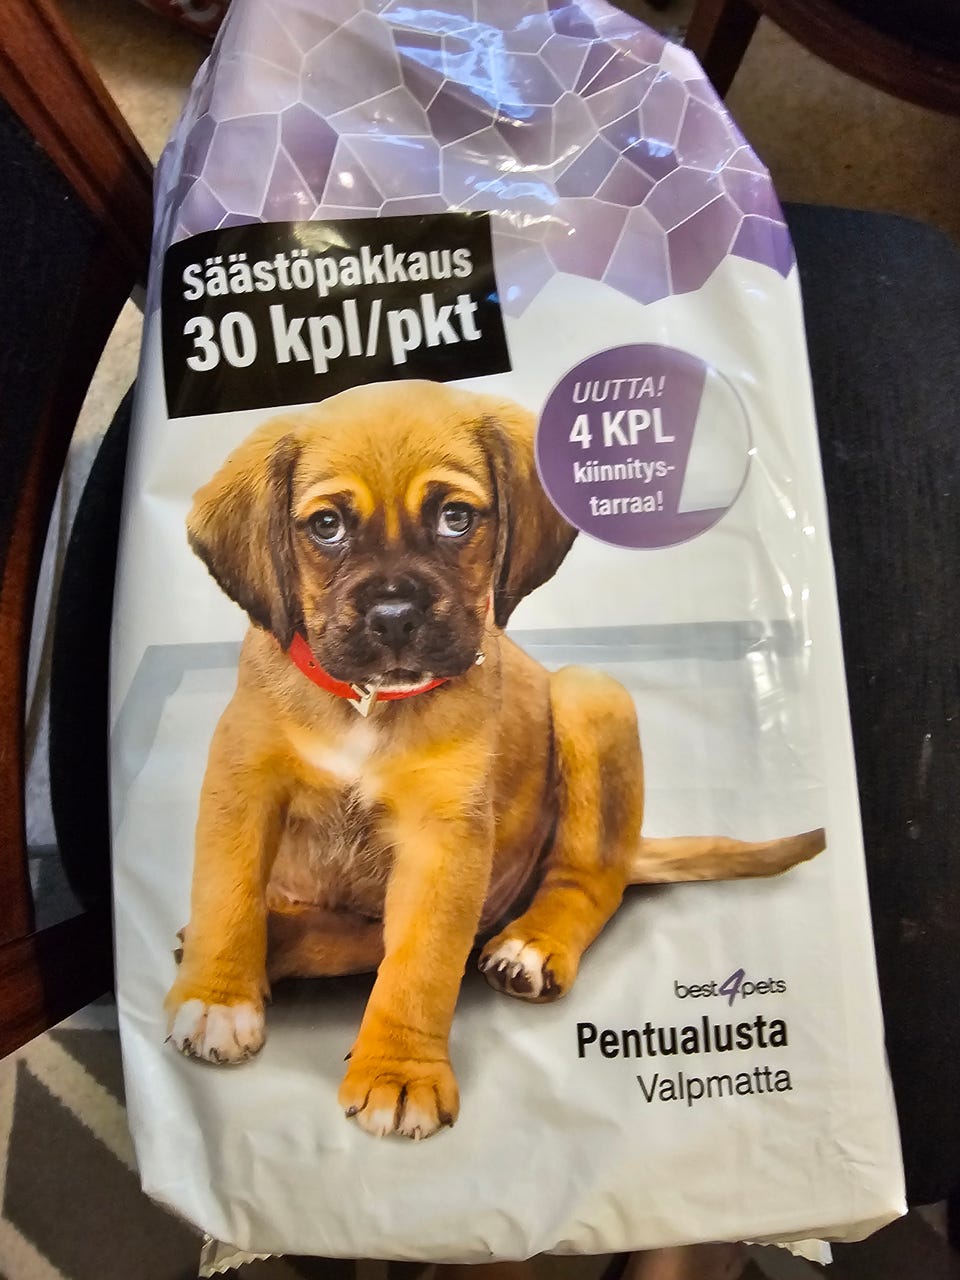 Säästöpakkaus
30 kpl/pkt
UUTTA!
4 KPL
kiinnitys-
tarraa!
best4pets
Pentualusta
Valpmatta